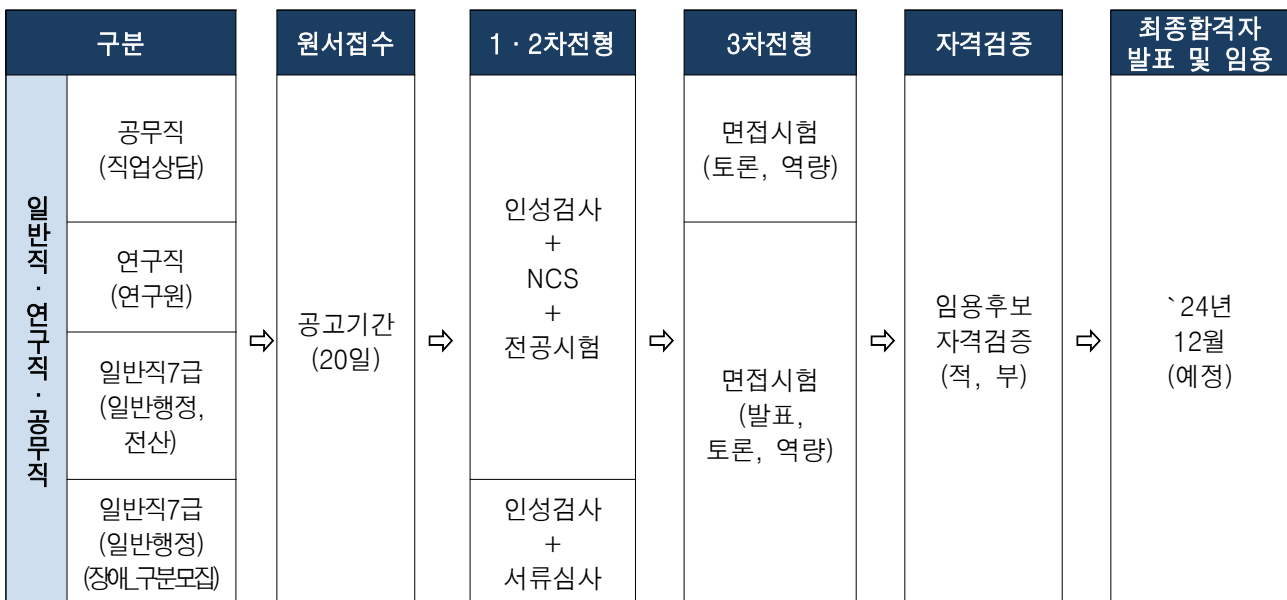 구분
원서접수
1 · 2차전형
3차전형
자격검증
최종합격자
발표 및 임용
일반직 · 연구직 · 공무직
공무직
(직업상담)
연구직
(연구원)
일반직7급
(일반행정,
전산)
일반직7급
(일반행정)
(장애_구분모집)
⇨
공고기간
(20일)
⇨
인성검사
+
NCS
+
전공시험
인성검사
+
서류심사
⇨
면접시험
(토론, 역량)
면접시험
(발표,
토론, 역량)
⇨
임용후보
자격검증
(적, 부)
⇨
`24년
12월
(예정)